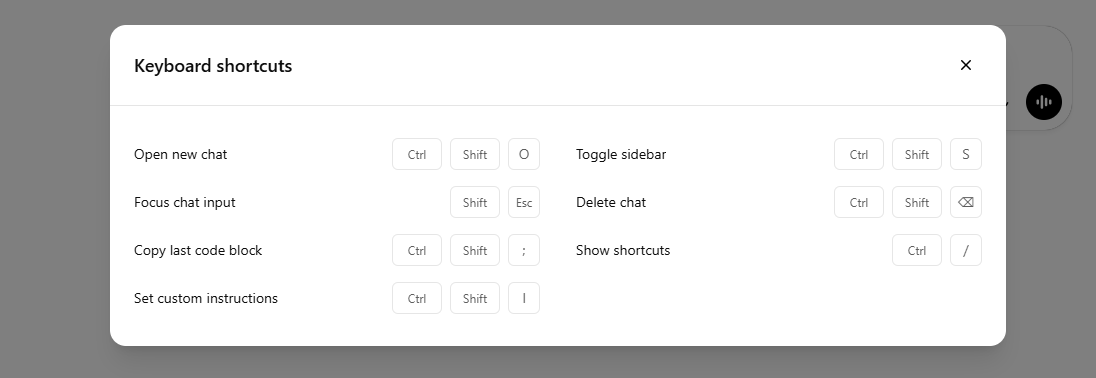 Keyboard shortcuts
Open new chat Ctrl Shift O
Toggle sidebar Ctrl Shift S
Focus chat input Shift Esc
Delete chat Ctrl Shift ⌫
Copy last code block Ctrl Shift ;
Show shortcuts Ctrl /
Set custom instructions Ctrl Shift I